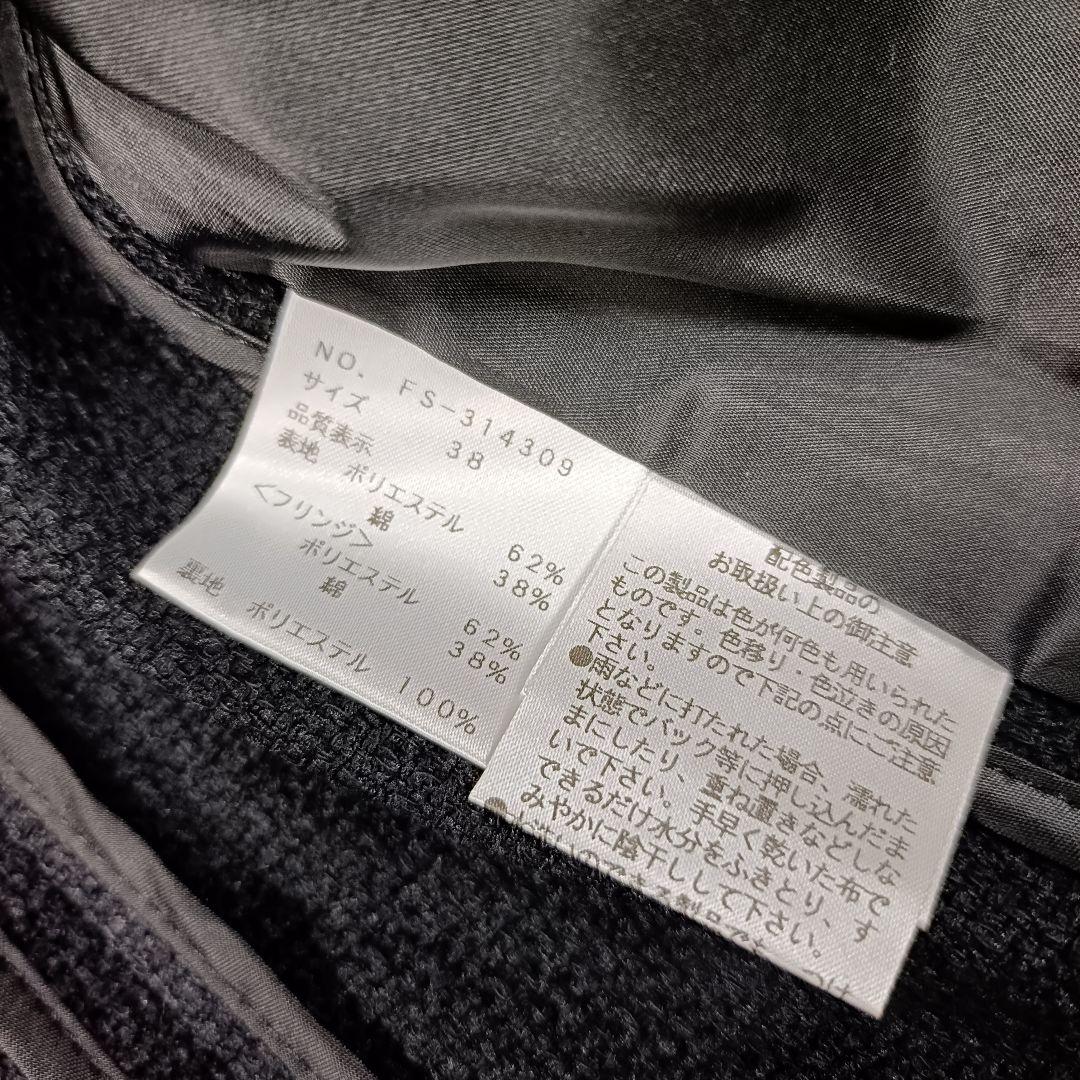 NO. FS-314309
サイズ 38
品質表示
表地 ポリエステル 62%
綿 38%
<フリンジ>
ポリエステル 62%
綿 38%
裏地 ポリエステル 100%
配色製品の
お取扱い上の御注意
この製品は色が何色も用いられた
ものです。色移り・色泣きの原因
となりますので下記の点にご注意
下さい。
●雨などに打たれた場合、濡れた
状態でバック等に押し込んだま
まにしたり、重ね置きなどしな
いで下さい。手早く乾いた布で
できるだけ水分をふきとり、す
みやかに陰干しして下さい。